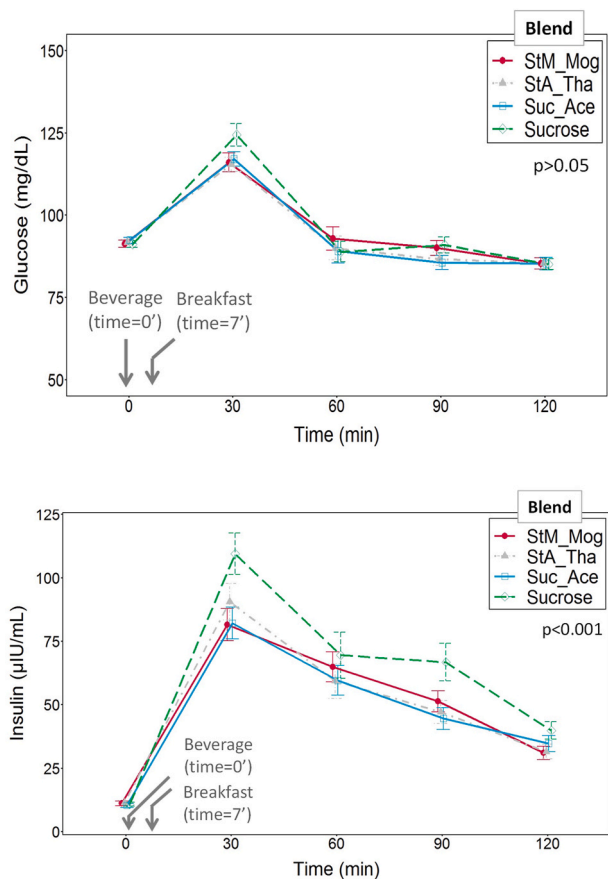 Blend
StM_Mog
StA_Tha
Suc_Ace
Sucrose
p>0.05
150
125
100
75
50
Glucose (mg/dL)
Beverage
(time=0')
Breakfast
(time=7')
0 30 60 90 120
Time (min)
Blend
StM_Mog
StA_Tha
Suc_Ace
Sucrose
p<0.001
125
100
75
50
25
0
Insulin (µIU/mL)
Beverage
(time=0')
Breakfast
(time=7')
0 30 60 90 120
Time (min)